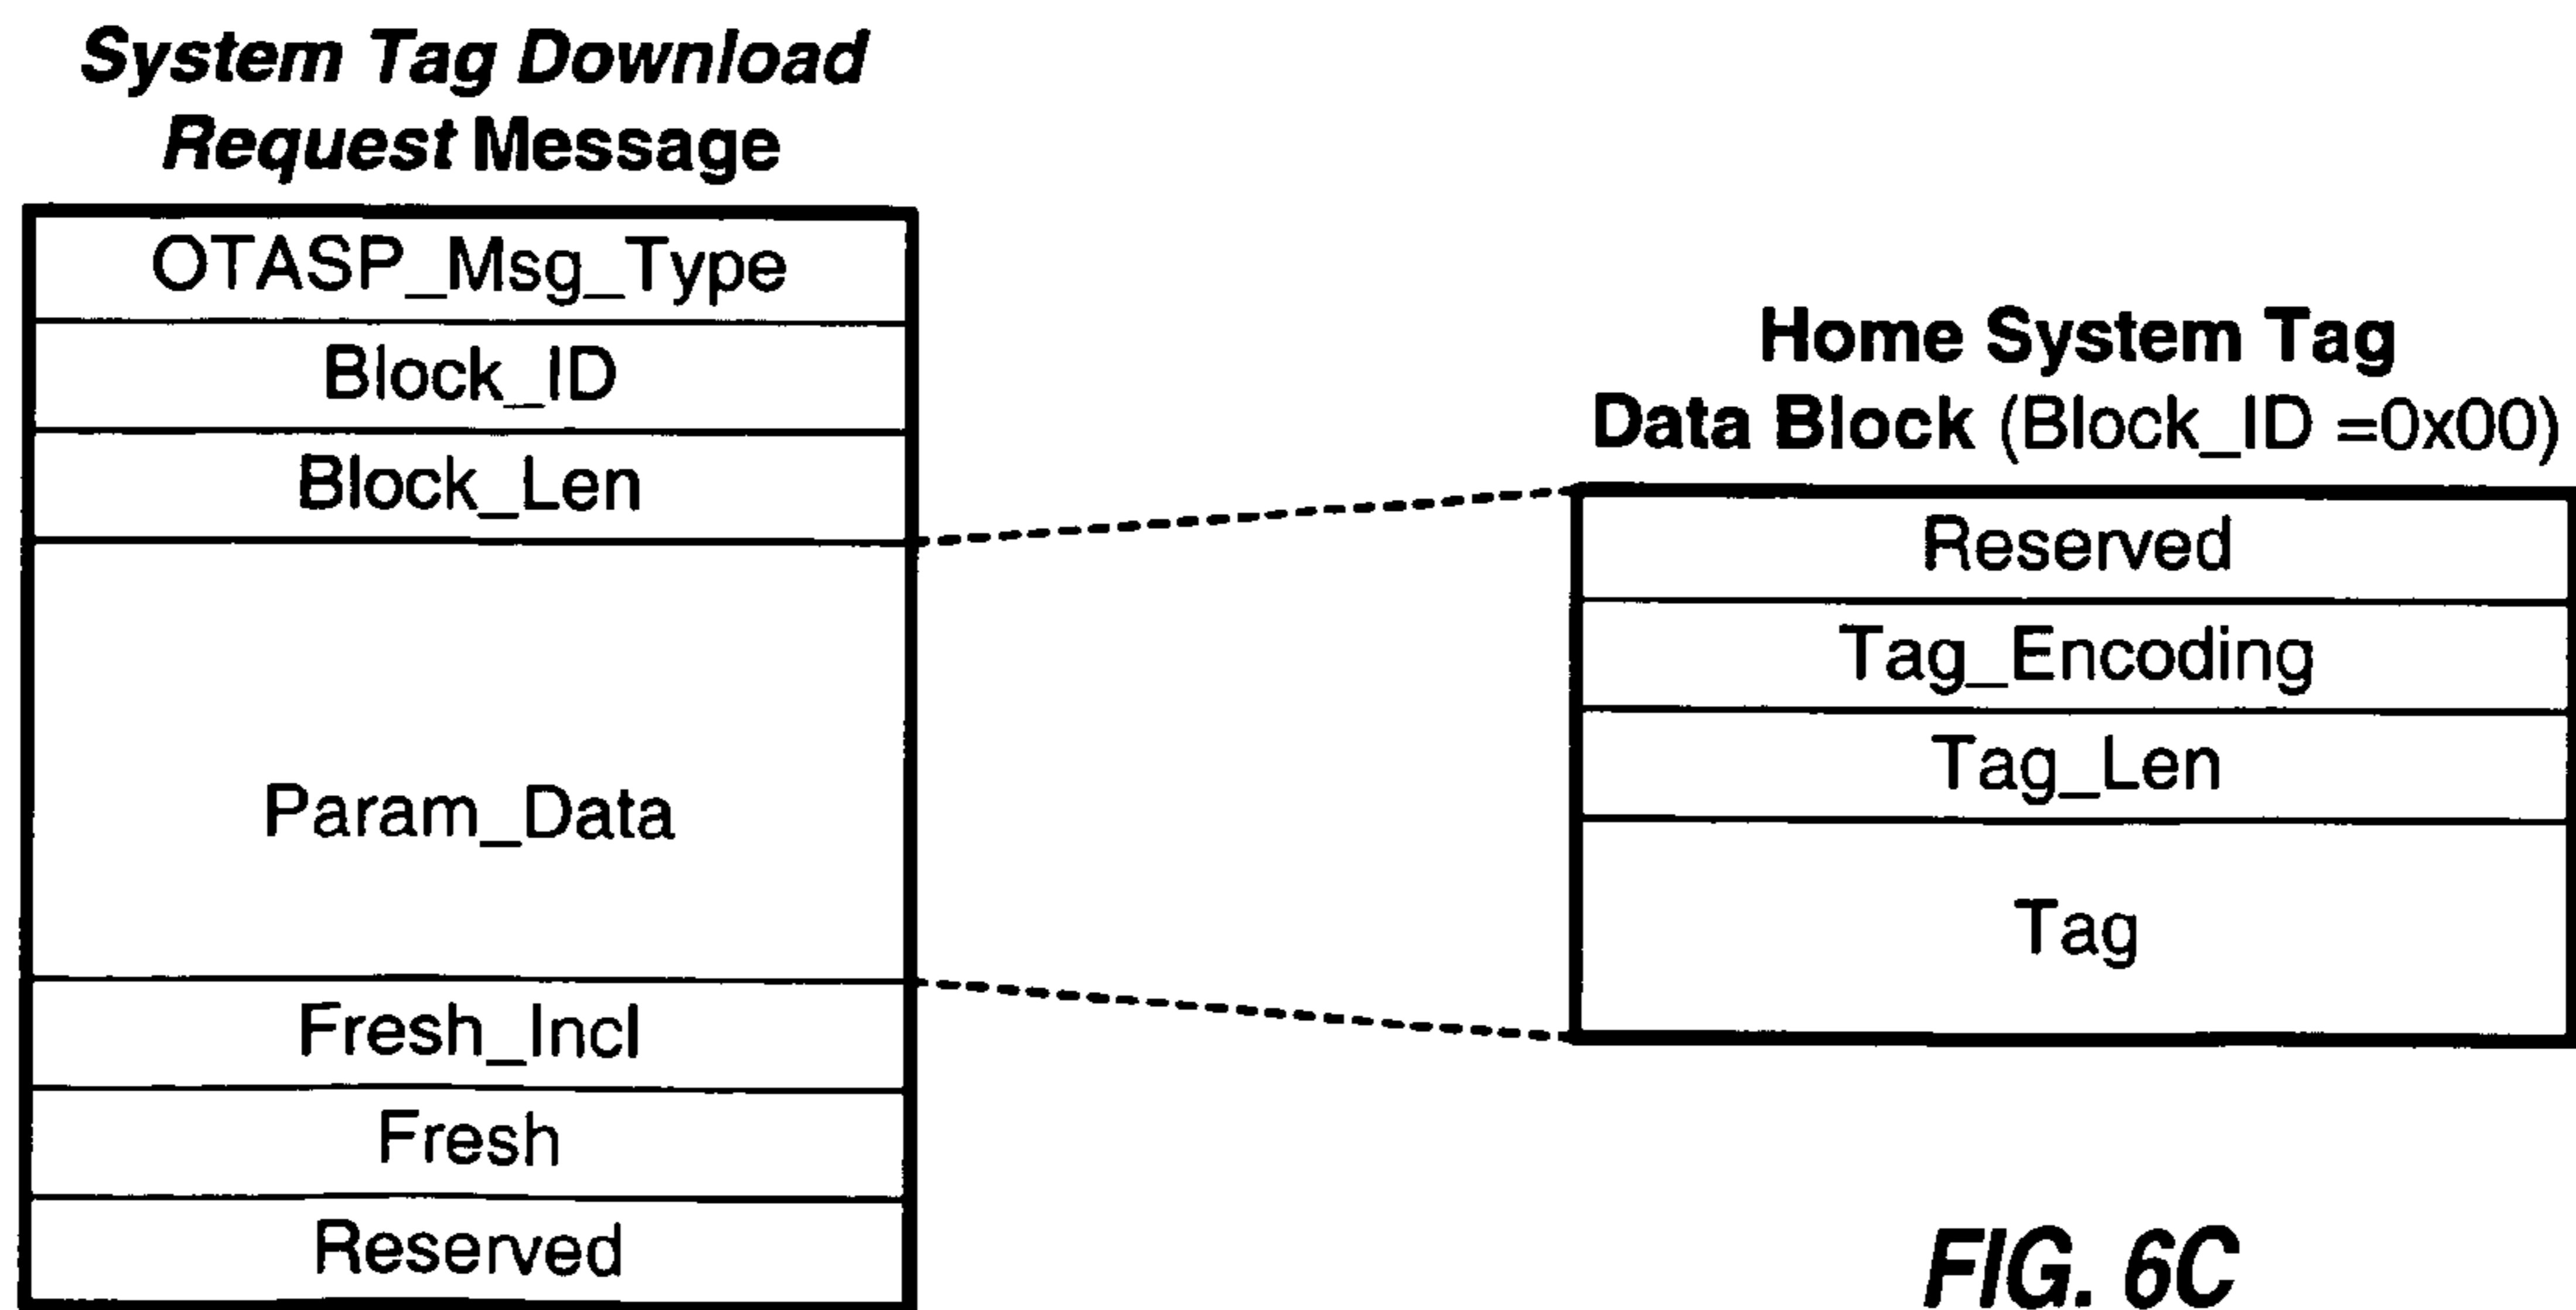 System Tag Download
Request Message
OTASP_Msg_Type
Block_ID
Block_Len
Param_Data
Fresh_Incl
Fresh
Reserved
Home System Tag
Data Block (Block_ID =0x00)
Reserved
Tag_Encoding
Tag_Len
Tag
FIG. 6C